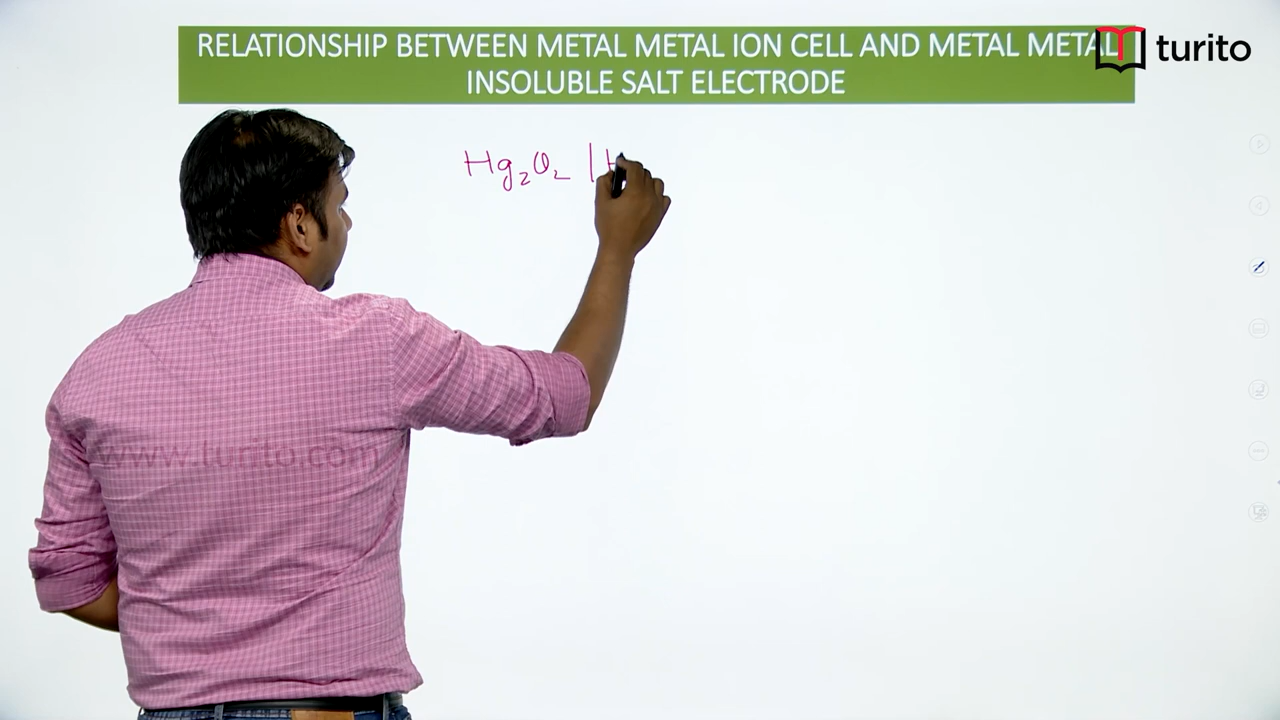 RELATIONSHIP BETWEEN METAL METAL ION CELL AND METAL METAL
INSOLUBLE SALT ELECTRODE
turito
Hg₂O₂ |
www.turito.com